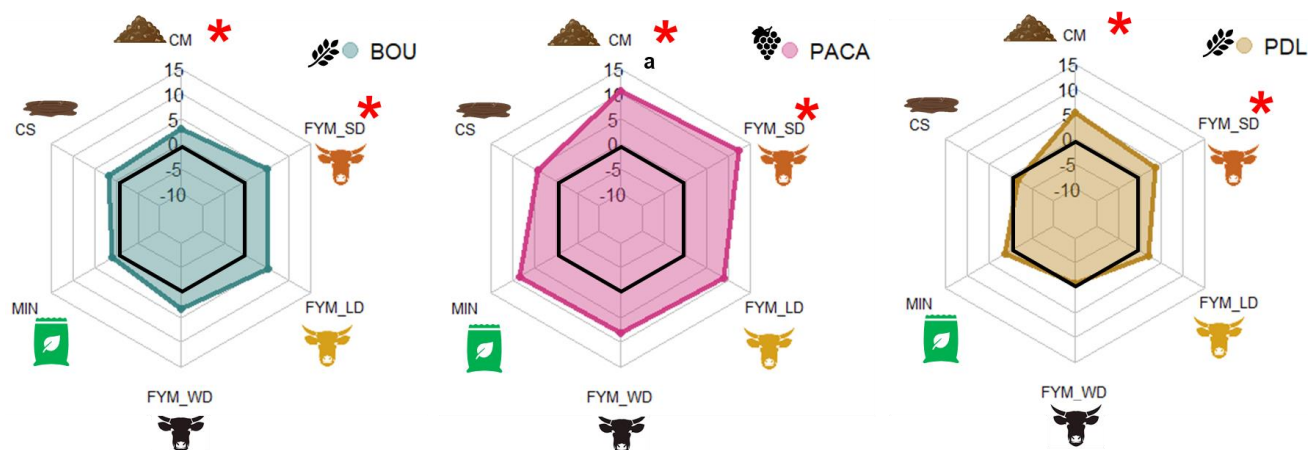 CM *
BOU
15
10
5
0
-5
-10
CS
FYM_SD
*
MIN
FYM_LD
FYM_WD
CM *
a
PACA
15
10
5
0
-5
-10
CS
FYM_SD
*
MIN
FYM_LD
FYM_WD
CM *
PDL
15
10
5
0
-5
-10
CS
FYM_SD
*
MIN
FYM_LD
FYM_WD